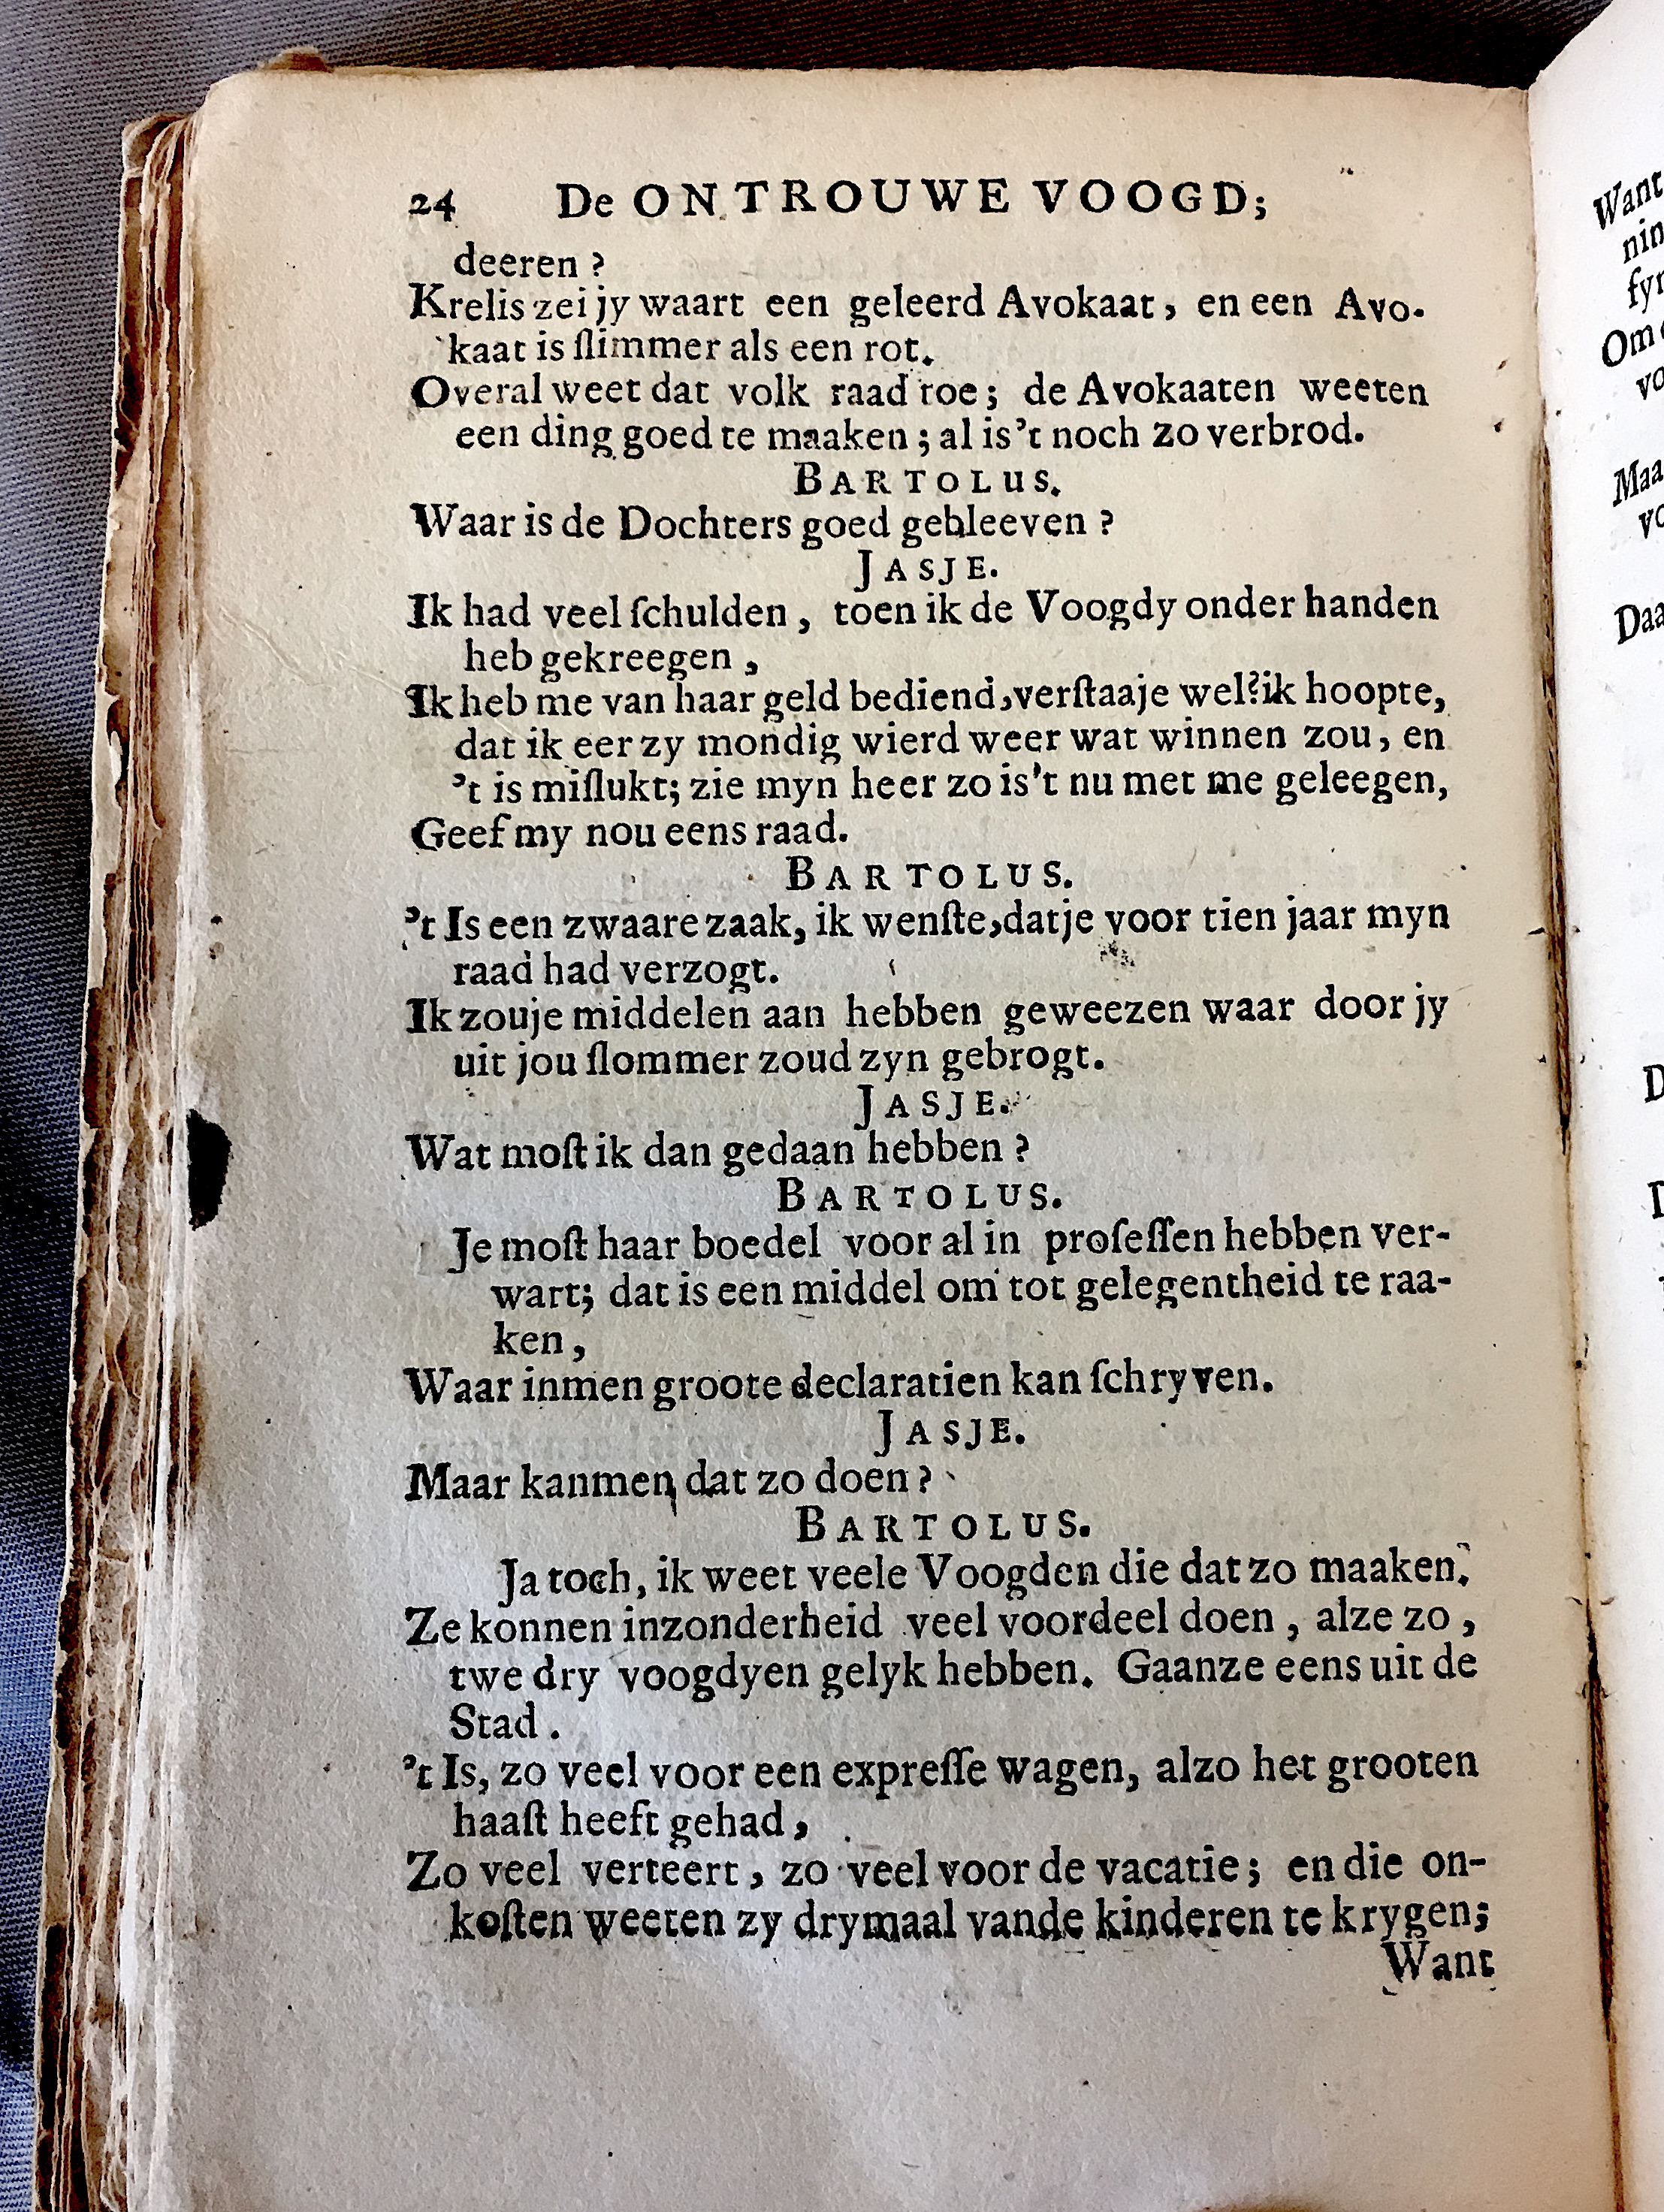 24 De ONTROUWE VOOGD;
deeren?
Krelis zei jy waart een geleerd Avokaat, en een Avo-
kaat is ſlimmer als een rot.
Overal weet dat volk raad toe; de Avokaaten weeten
een ding goed te maaken; al is 't noch zo verbrod.
BARTOLUS.
Waar is de Dochters goed gebleeven?
JASJE.
Ik had veel ſchulden, toen ik de Voogdy onder handen
heb gekreegen,
Ik heb me van haar geld bediend, verſtaaje wel? ik hoopte,
dat ik eer zy mondig wierd weer wat winnen zou, en
't is miſlukt; zie myn heer zo is't nu met me geleegen,
Geef my nou eens raad.
BARTOLUS.
't Is een zwaare zaak, ik wenſte, datje voor tien jaar myn
raad had verzogt.
Ik zouje middelen aan hebben geweezen waar door jy
uit jou ſlommer zoud zyn gebrogt.
JASJE.
Wat moſt ik dan gedaan hebben?
BARTOLUS.
Je moſt haar boedel voor al in proſeſſen hebben ver-
wart; dat is een middel om tot gelegentheid te raa-
ken,
Waar inmen groote declaratien kan ſchryven.
JASJE.
Maar kanmen dat zo doen?
BARTOLUS.
Ja toch, ik weet veele Voogden die dat zo maaken.
Ze konnen inzonderheid veel voordeel doen, alze zo,
twe dry voogdyen gelyk hebben. Gaanze eens uit de
Stad.
't Is, zo veel voor een expreſſe wagen, alzo het grooten
haaſt heeft gehad,
Zo veel verteert, zo veel voor de vacatie; en die on-
koſten weeten zy drymaal vande kinderen te krygen;
Want
Want
nin
fyn
Om
vo
Maa
vo
Daa
D